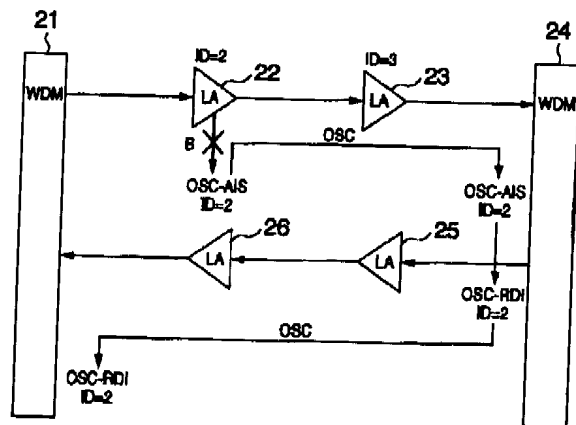 21
24
ID=2
22
ID=3
23
WDM
LA
LA
WDM
B
OSC
OSC-AIS
ID=2
OSC-AIS
ID=2
26
25
LA
LA
OSC-RDI
ID=2
OSC
OSC-RDI
ID=2